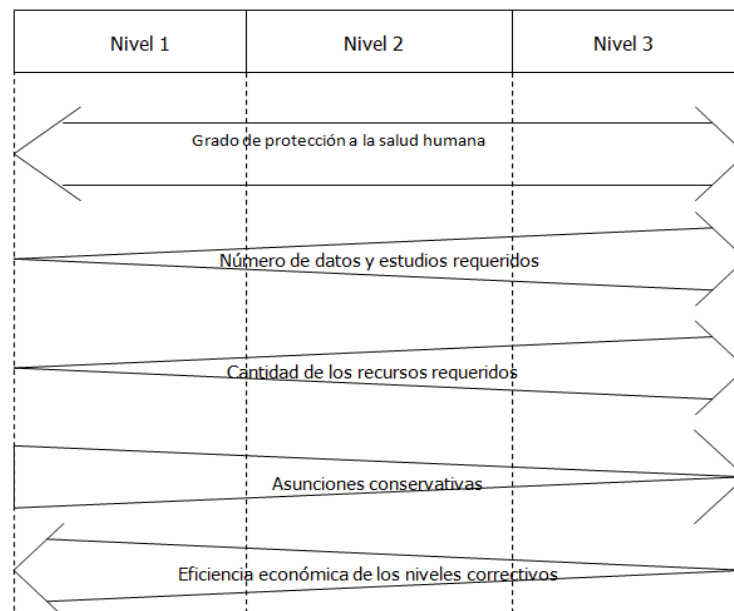 Nivel 1 Nivel 2 Nivel 3
Grado de protección a la salud humana
Número de datos y estudios requeridos
Cantidad de los recursos requeridos
Asunciones conservativas
Eficiencia económica de los niveles correctivos